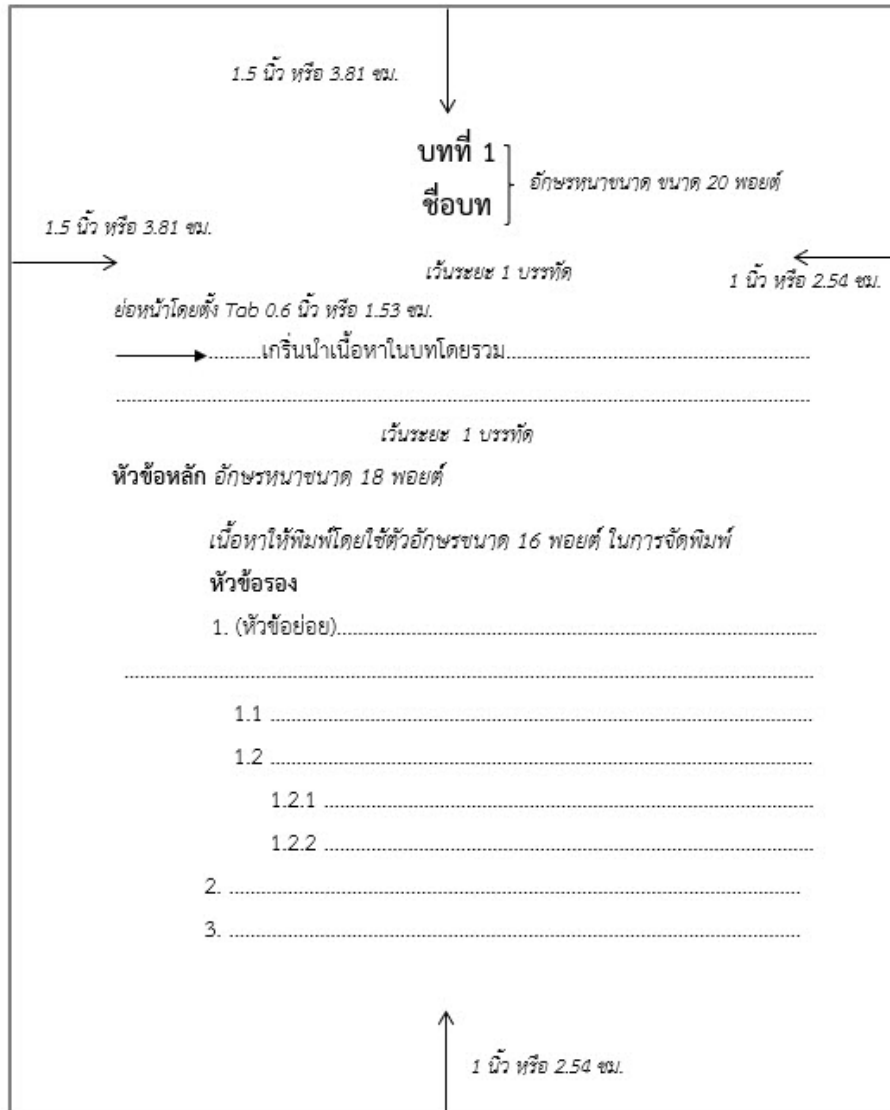 1.5 นิ้ว หรือ 3.81 ซม.
บทที่ 1
ชื่อบท
อักษรหนาขนาด ขนาด 20 พอยต์
1.5 นิ้ว หรือ 3.81 ซม.
เว้นระยะ 1 บรรทัด
1 นิ้ว หรือ 2.54 ซม.
ย่อหน้าโดยตั้ง Tab 0.6 นิ้ว หรือ 1.53 ซม.
..........เกริ่นนำเนื้อหาในบทโดยรวม..........
..........
เว้นระยะ 1 บรรทัด
หัวข้อหลัก อักษรหนาขนาด 18 พอยต์
เนื้อหาให้พิมพ์โดยใช้ตัวอักษรขนาด 16 พอยต์ ในการจัดพิมพ์
หัวข้อรอง
1. (หัวข้อย่อย)..........
..........
1.1 ..........
1.2 ..........
1.2.1 ..........
1.2.2 ..........
2. ..........
3. ..........
1 นิ้ว หรือ 2.54 ซม.